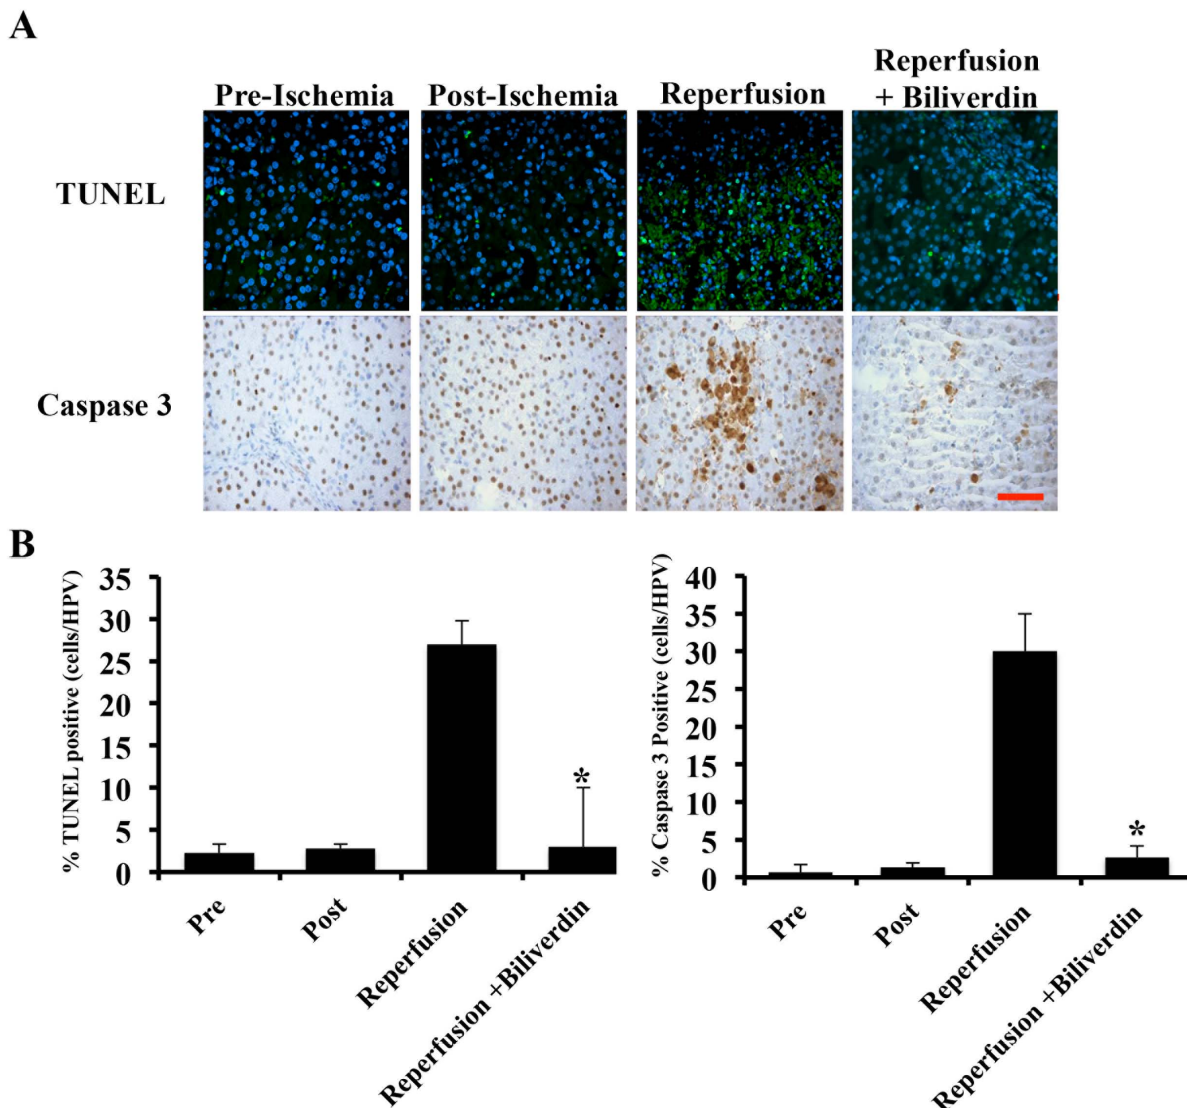 A
Pre-Ischemia
Post-Ischemia
Reperfusion
Reperfusion
+ Biliverdin
TUNEL
Caspase 3
B
% TUNEL positive (cells/HPV)
35
30
25
20
15
10
5
0
Pre
Post
Reperfusion
*
Reperfusion +Biliverdin
% Caspase 3 Positive (cells/HPV)
40
35
30
25
20
15
10
5
0
Pre
Post
Reperfusion
*
Reperfusion +Biliverdin